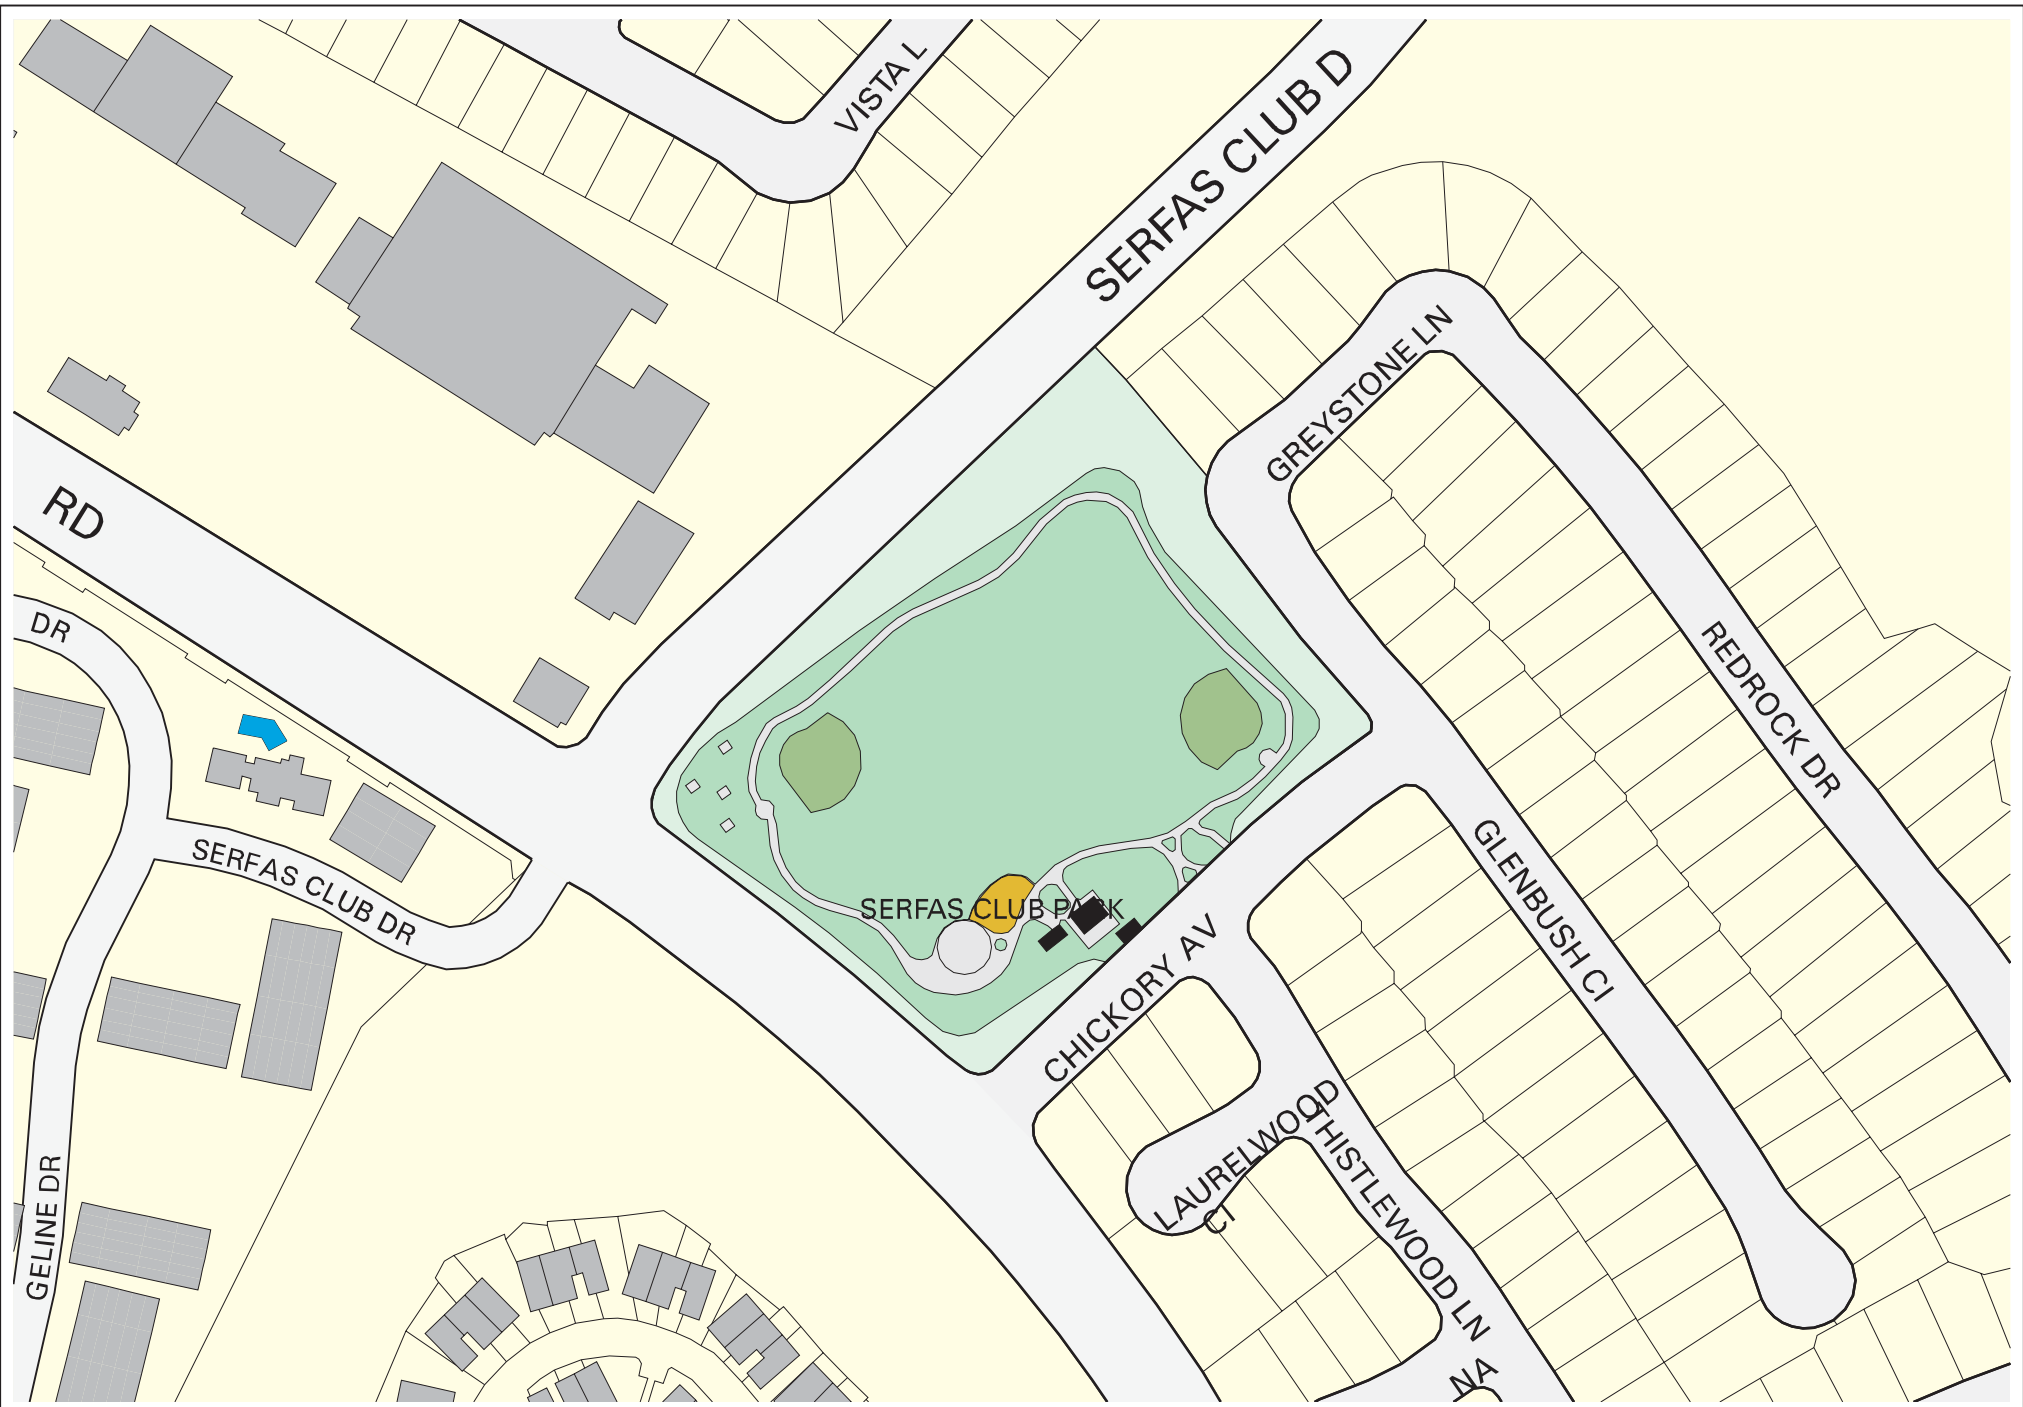 VISTA L
SERFAS CLUB D
GREYSTONE LN
RD
DR
REDROCK DR
SERFAS CLUB DR
SERFAS CLUB PARK
GLENBUSH CI
CHICKORY AV
LAURELWOOD
CI
THISTLEWOOD LN
GELINE DR
NA